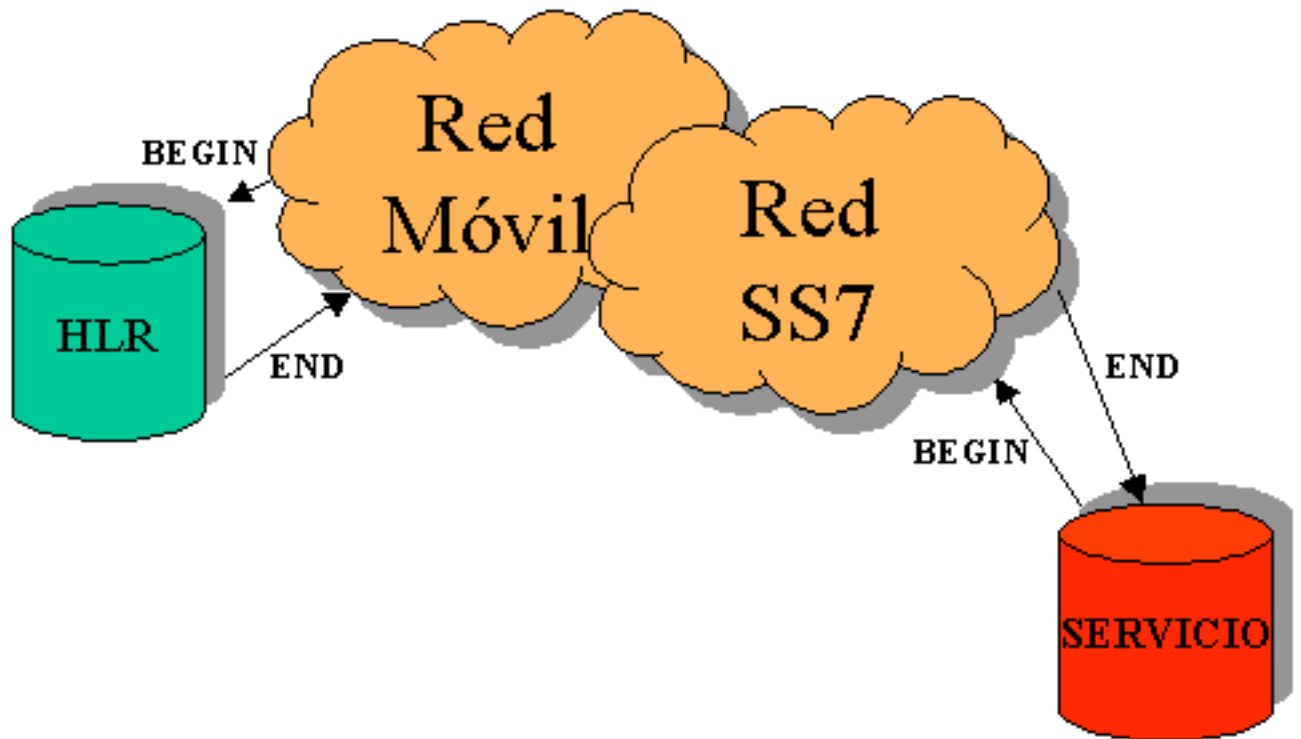 Red
Móvil
BEGIN
HLR
END
Red
SS7
END
BEGIN
SERVICIO